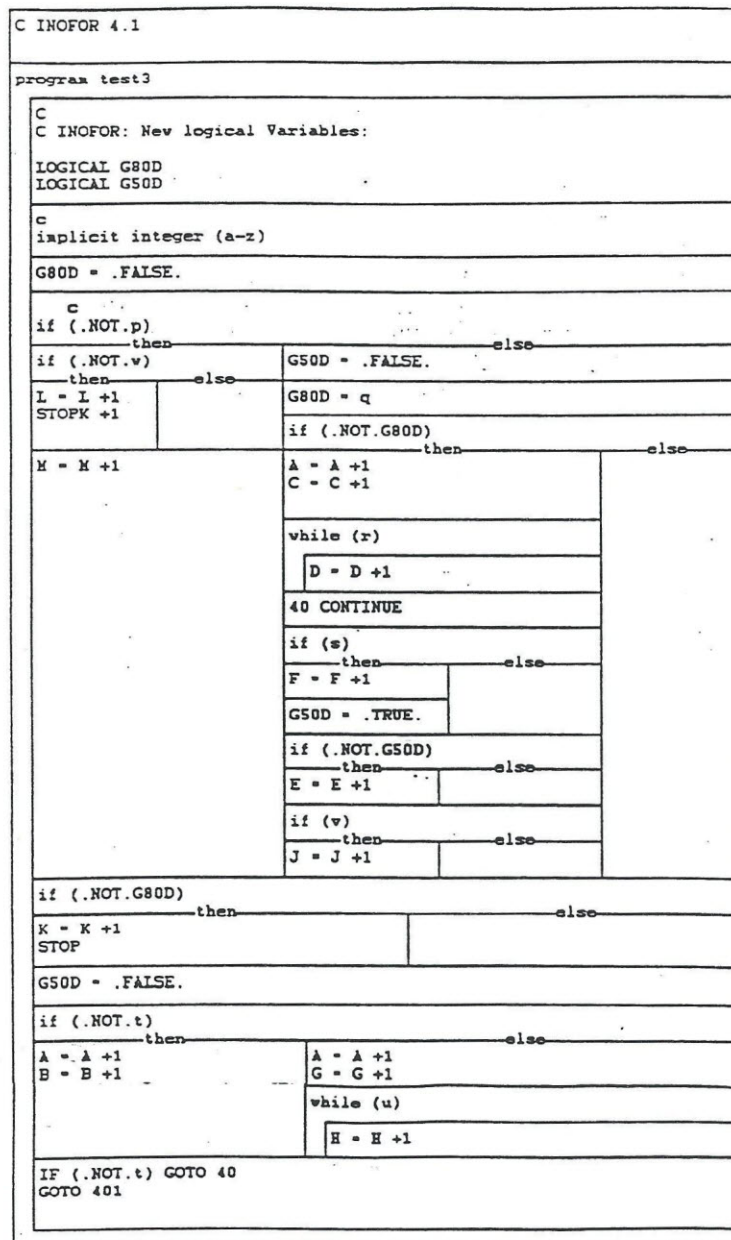 C INOFOR 4.1
program test3
C
C INOFOR: New logical Variables:
LOGICAL G80D
LOGICAL G50D
c
implicit integer (a-z)
G80D = .FALSE.
c
if (.NOT.p)
then else
if (.NOT.w) G50D = .FALSE.
then else
L = L +1 G80D = q
STOPK +1
if (.NOT.G80D)
then else
M = M +1 A = A +1
C = C +1
while (r)
D = D +1
40 CONTINUE
if (s)
then else
F = F +1
G50D = .TRUE.
if (.NOT.G50D)
then else
E = E +1
if (v)
then else
J = J +1
if (.NOT.G80D)
then else
K = K +1
STOP
G50D = .FALSE.
if (.NOT.t)
then else
A = A +1 A = A +1
B = B +1 G = G +1
while (u)
H = H +1
IF (.NOT.t) GOTO 40
GOTO 401